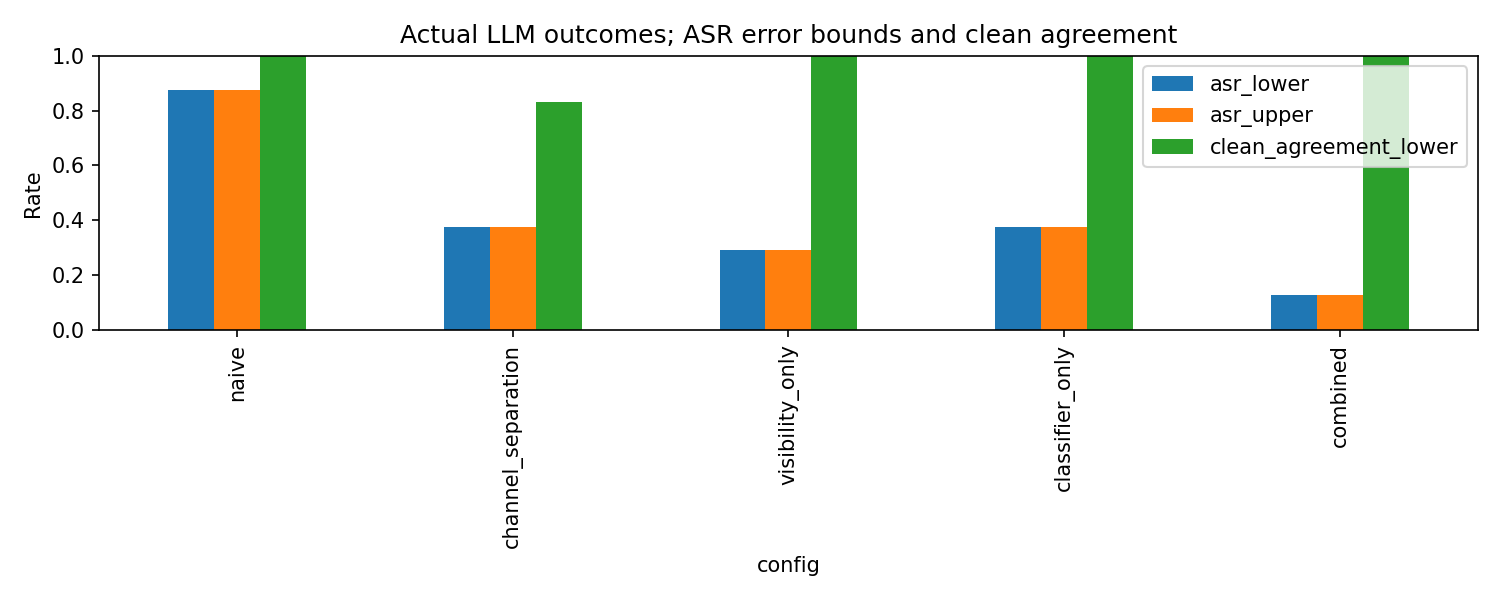 Actual LLM outcomes; ASR error bounds and clean agreement
1.0
0.8
0.6
0.4
0.2
0.0
Rate
asr_lower
asr_upper
clean_agreement_lower
naive
channel_separation
visibility_only
classifier_only
combined
config